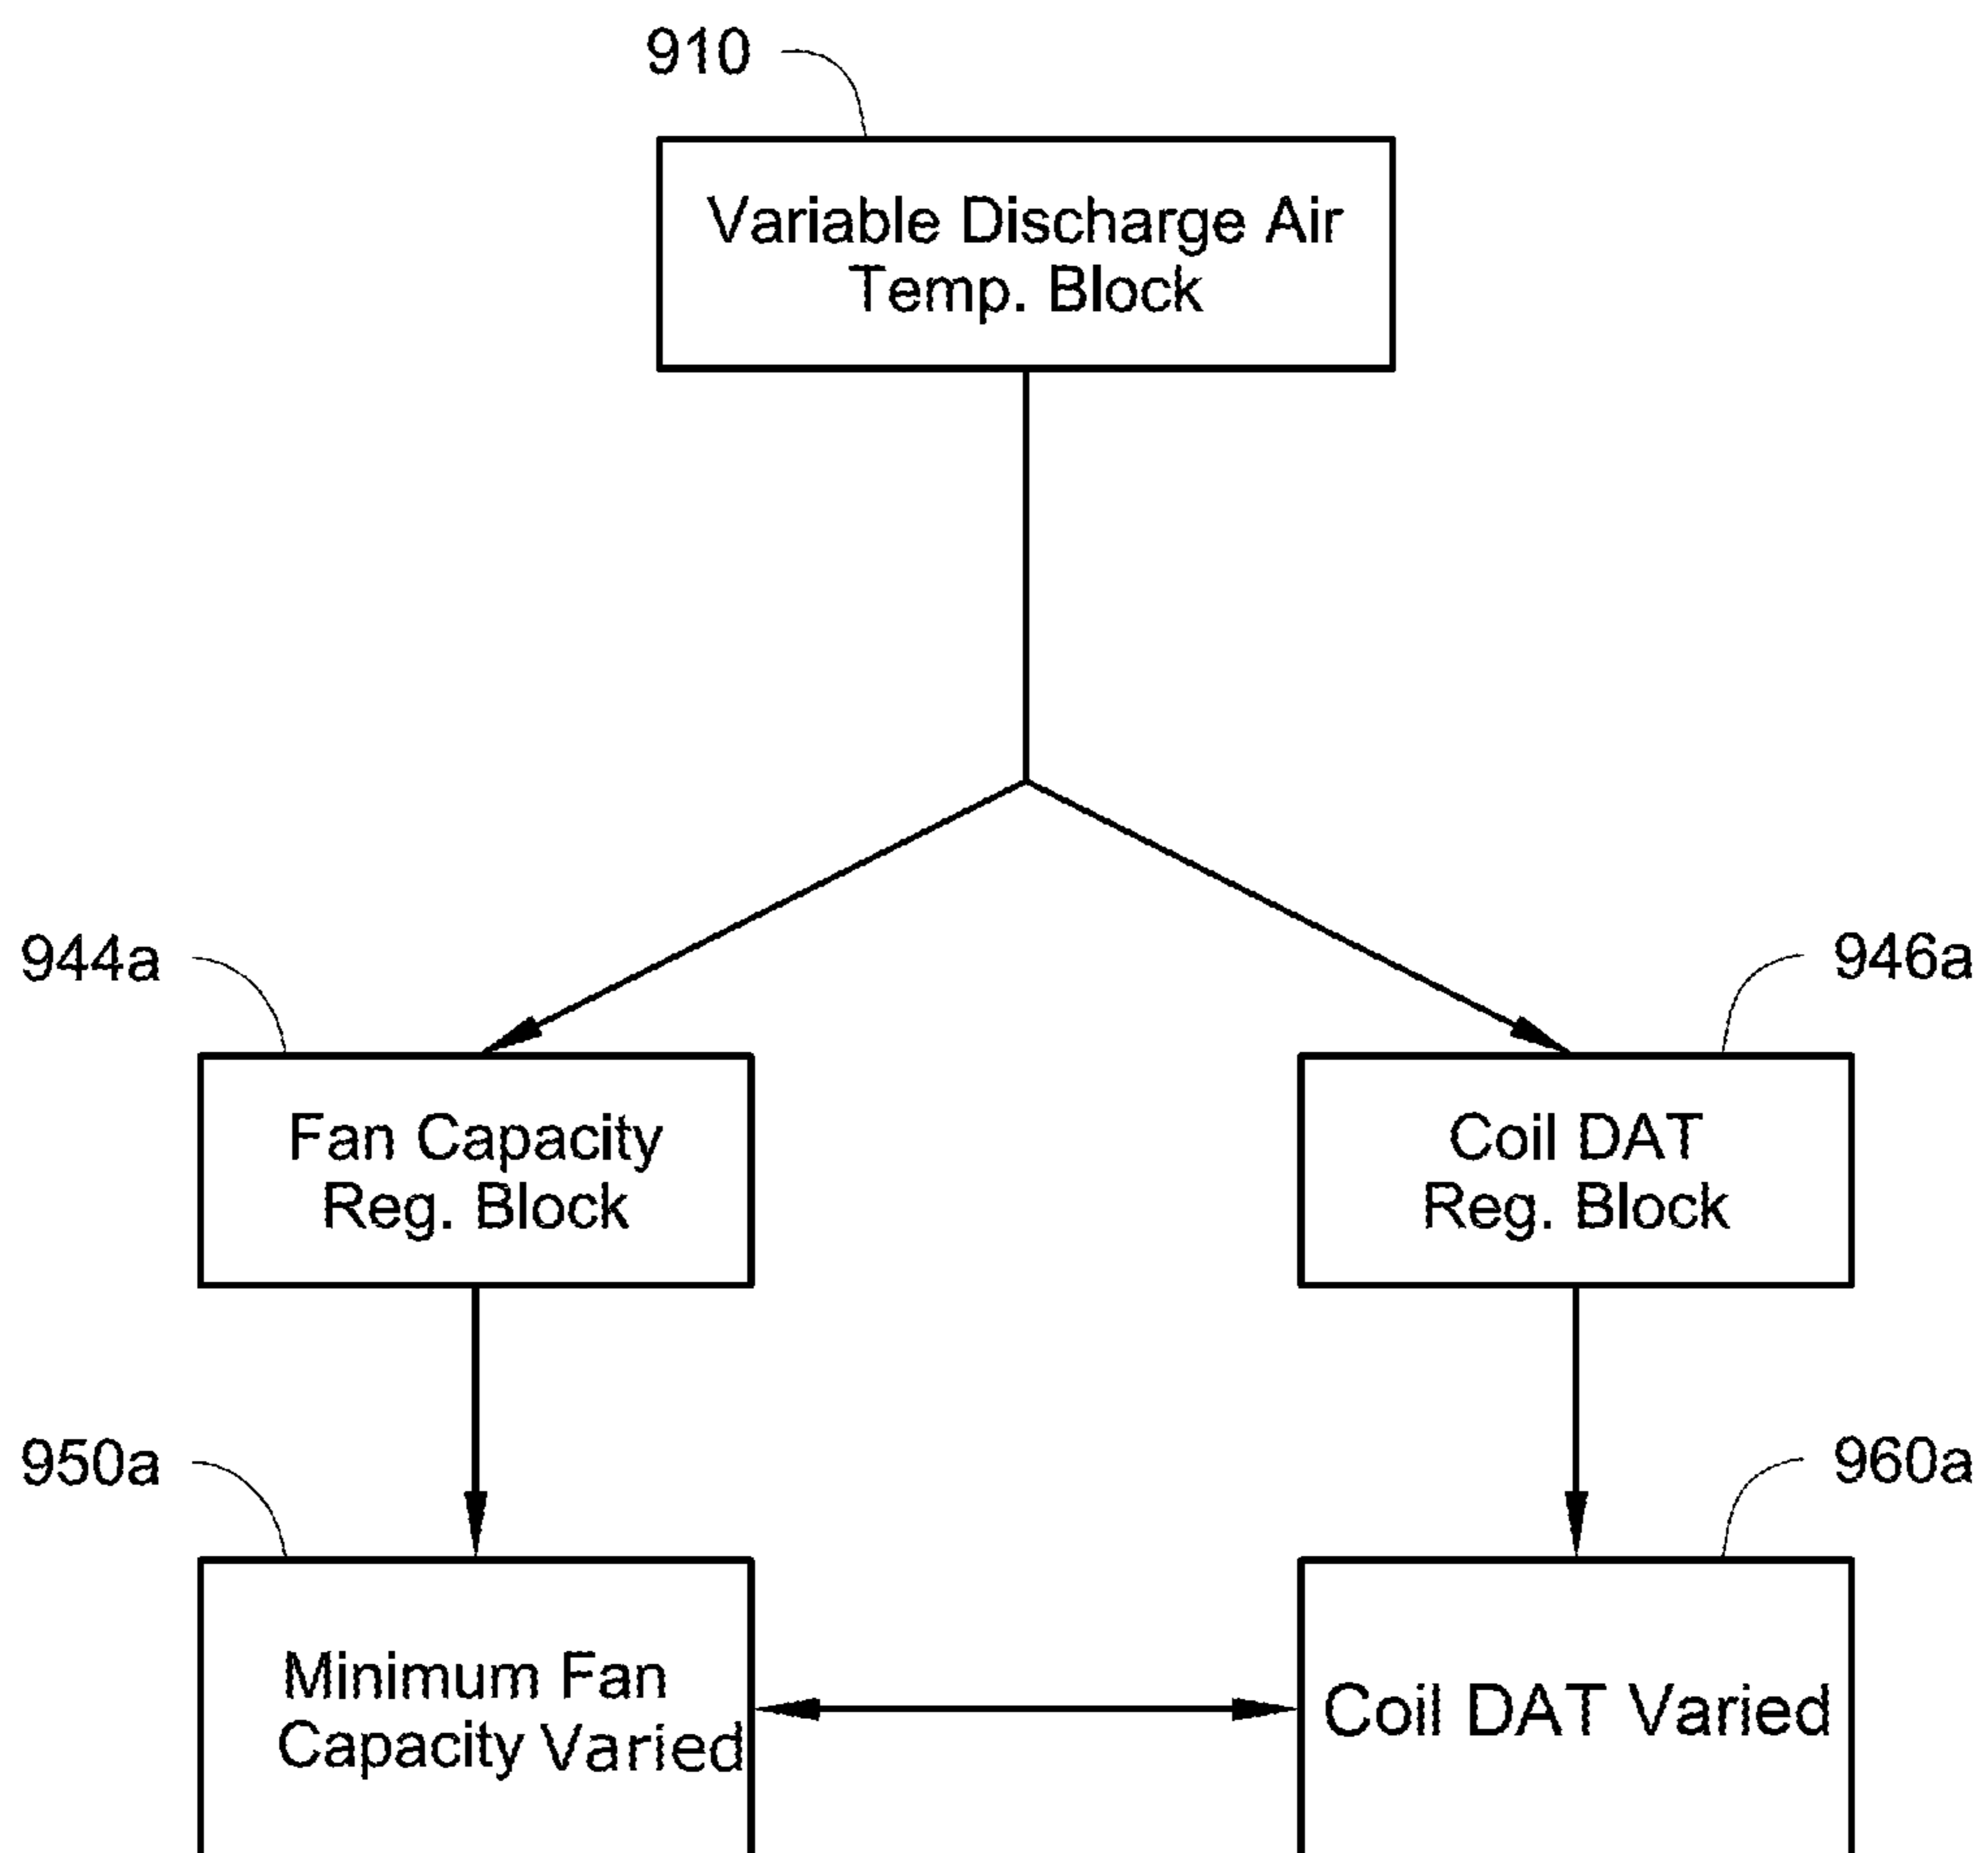 910
Variable Discharge Air
Temp. Block
944a
946a
Fan Capacity
Reg. Block
Coil DAT
Reg. Block
950a
960a
Minimum Fan
Capacity Varied
Coil DAT Varied